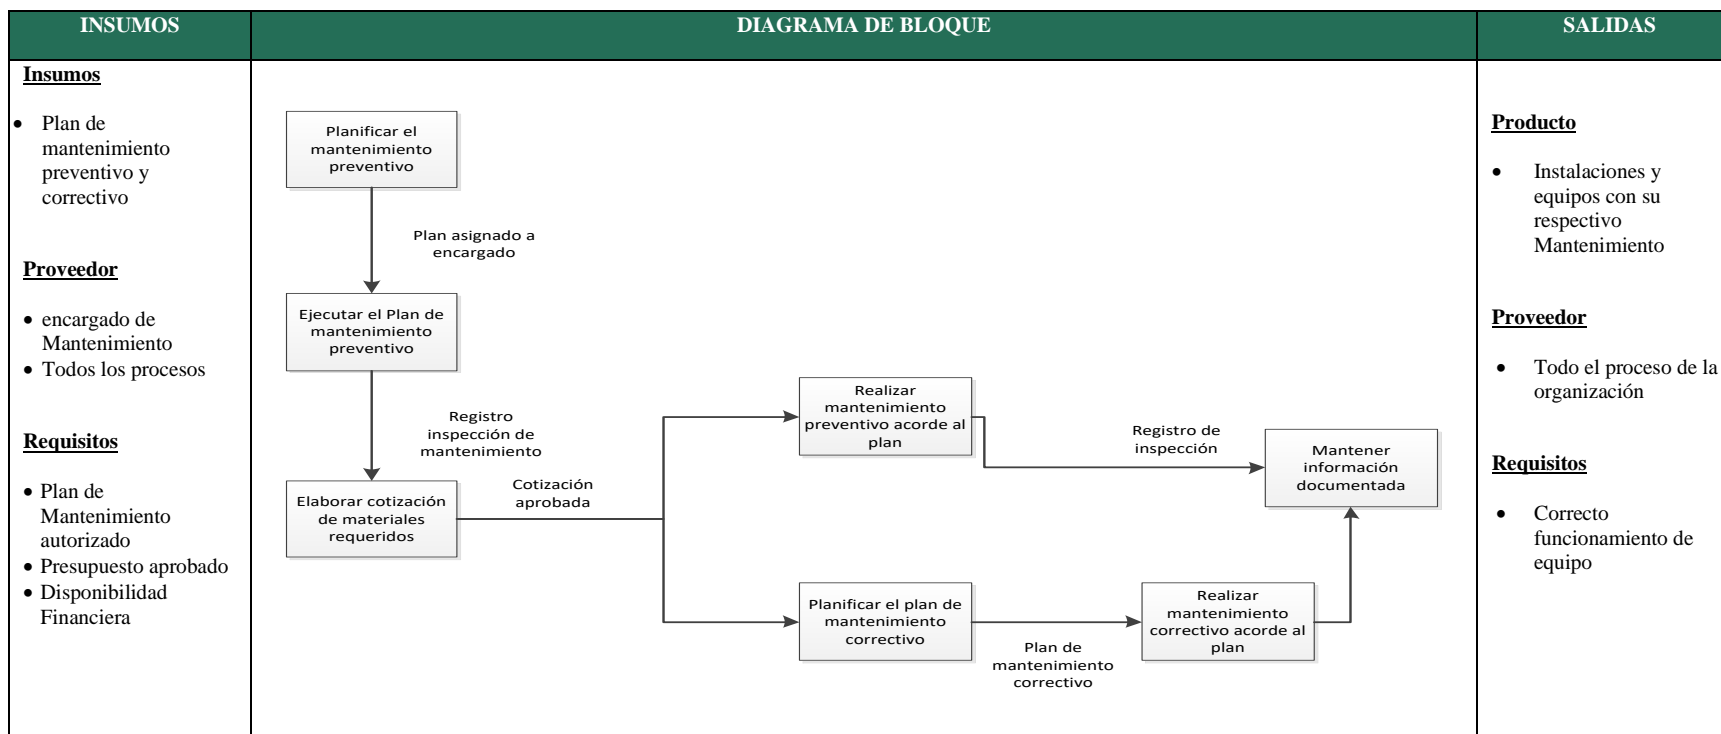 INSUMOS
DIAGRAMA DE BLOQUE
SALIDAS
Insumos
• Plan de
mantenimiento
preventivo y
correctivo
Proveedor
• encargado de
Mantenimiento
• Todos los procesos
Requisitos
• Plan de
Mantenimiento
autorizado
• Presupuesto aprobado
• Disponibilidad
Financiera
Planificar el
mantenimiento
preventivo
Plan asignado a
encargado
Ejecutar el Plan de
mantenimiento
preventivo
Registro
inspección de
mantenimiento
Elaborar cotización
de materiales
requeridos
Cotización
aprobada
Realizar
mantenimiento
preventivo acorde al
plan
Registro de
inspección
Mantener
información
documentada
Planificar el plan de
mantenimiento
correctivo
Plan de
mantenimiento
correctivo
Realizar
mantenimiento
correctivo acorde al
plan
Producto
• Instalaciones y
equipos con su
respectivo
Mantenimiento
Proveedor
• Todo el proceso de la
organización
Requisitos
• Correcto
funcionamiento de
equipo